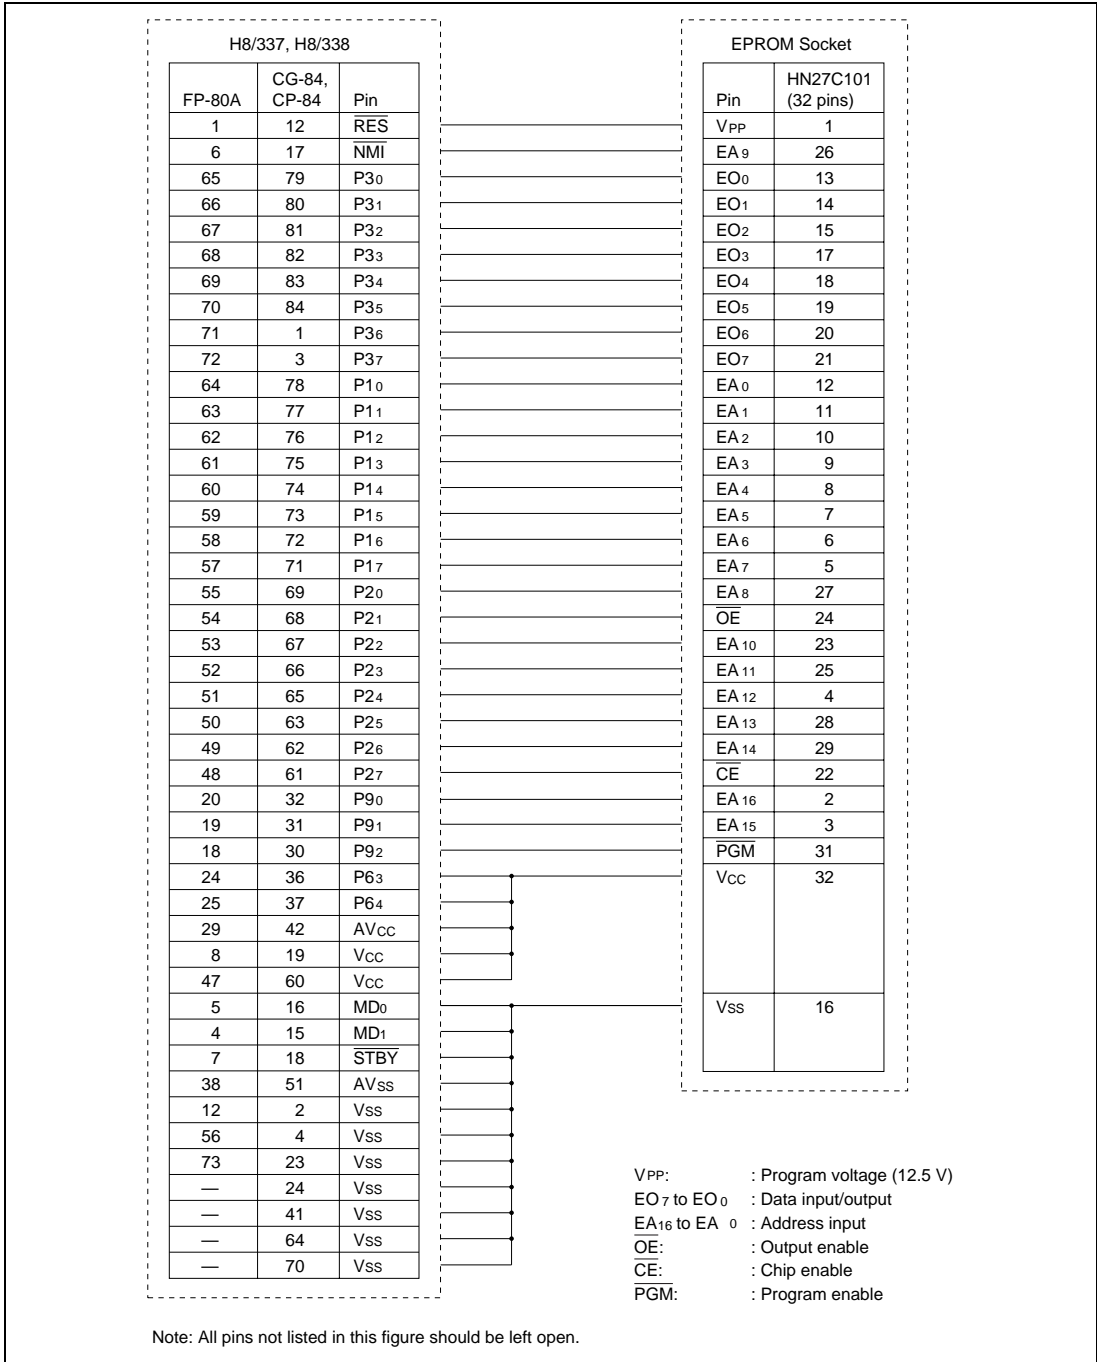 H8/337, H8/338 EPROM Socket
FP-80A CG-84, CP-84 Pin Pin HN27C101 (32 pins)
1 12 RES VPP 1
6 17 NMI EA9 26
65 79 P30 EO0 13
66 80 P31 EO1 14
67 81 P32 EO2 15
68 82 P33 EO3 17
69 83 P34 EO4 18
70 84 P35 EO5 19
71 1 P36 EO6 20
72 3 P37 EO7 21
64 78 P10 EA0 12
63 77 P11 EA1 11
62 76 P12 EA2 10
61 75 P13 EA3 9
60 74 P14 EA4 8
59 73 P15 EA5 7
58 72 P16 EA6 6
57 71 P17 EA7 5
55 69 P20 EA8 27
54 68 P21 OE 24
53 67 P22 EA10 23
52 66 P23 EA11 25
51 65 P24 EA12 4
50 63 P25 EA13 28
49 62 P26 EA14 29
48 61 P27 CE 22
20 32 P90 EA16 2
19 31 P91 EA15 3
18 30 P92 PGM 31
24 36 P63 VCC 32
25 37 P64
29 42 AVCC
8 19 VCC
47 60 VCC
5 16 MD0 VSS 16
4 15 MD1
7 18 STBY
38 51 AVSS
12 2 VSS
56 4 VSS
73 23 VSS
— 24 VSS
— 41 VSS
— 64 VSS
— 70 VSS
VPP: : Program voltage (12.5 V)
EO7 to EO0 : Data input/output
EA16 to EA 0 : Address input
OE: : Output enable
CE: : Chip enable
PGM: : Program enable
Note: All pins not listed in this figure should be left open.